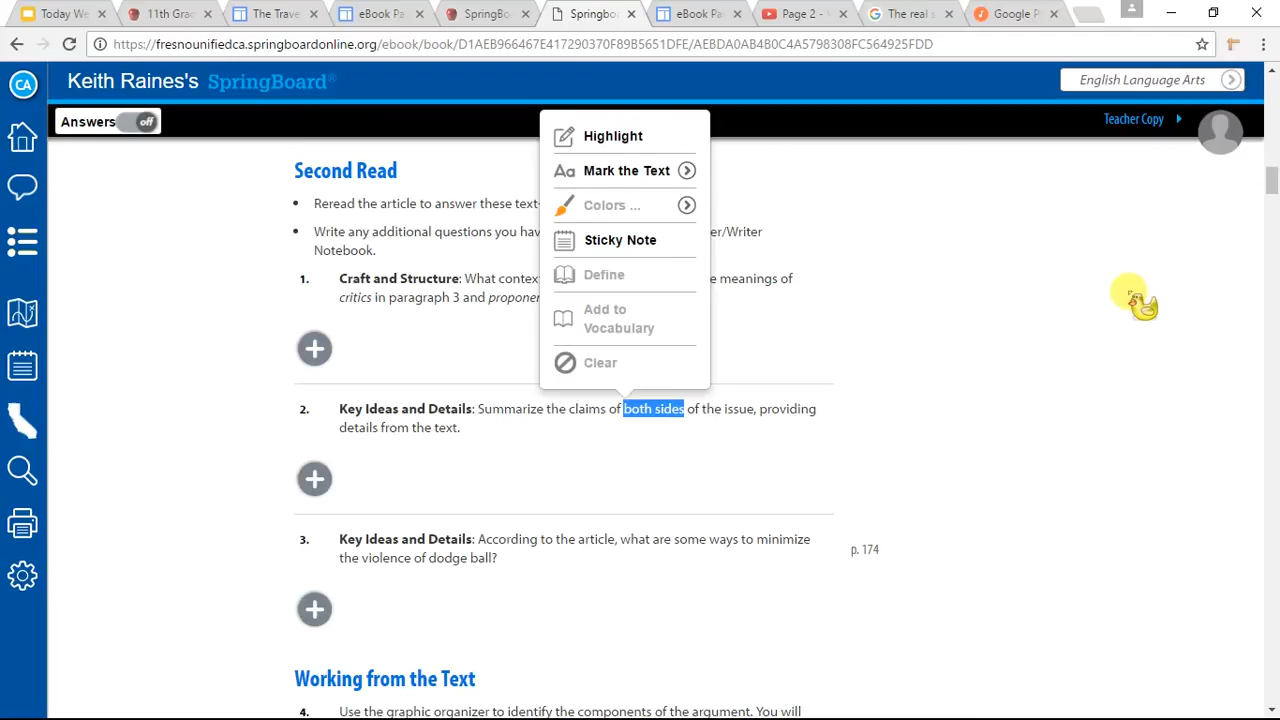 Today We
11th Grad
The Trave
eBook Pa
SpringBo
Springbo
eBook Pa
Page 2 -
The real s
Google P
https://fresnounifiedca.springboardonline.org/ebook/book/D1AEB966467E417290370F89B5651DFE/AEBDA0AB4B0C4A5798308FC564925FDD
CA
Keith Raines's SpringBoard®
English Language Arts
Answers off
Teacher Copy
Highlight
Aa Mark the Text
Colors ...
Sticky Note
Define
Add to
Vocabulary
Clear
Second Read
• Reread the article to answer these text-
• Write any additional questions you hav er/Writer
Notebook.
1. Craft and Structure: What contex e meanings of
critics in paragraph 3 and propone
2. Key Ideas and Details: Summarize the claims of both sides of the issue, providing
details from the text.
3. Key Ideas and Details: According to the article, what are some ways to minimize
the violence of dodge ball?
p. 174
Working from the Text
4. Use the graphic organizer to identify the components of the argument. You will